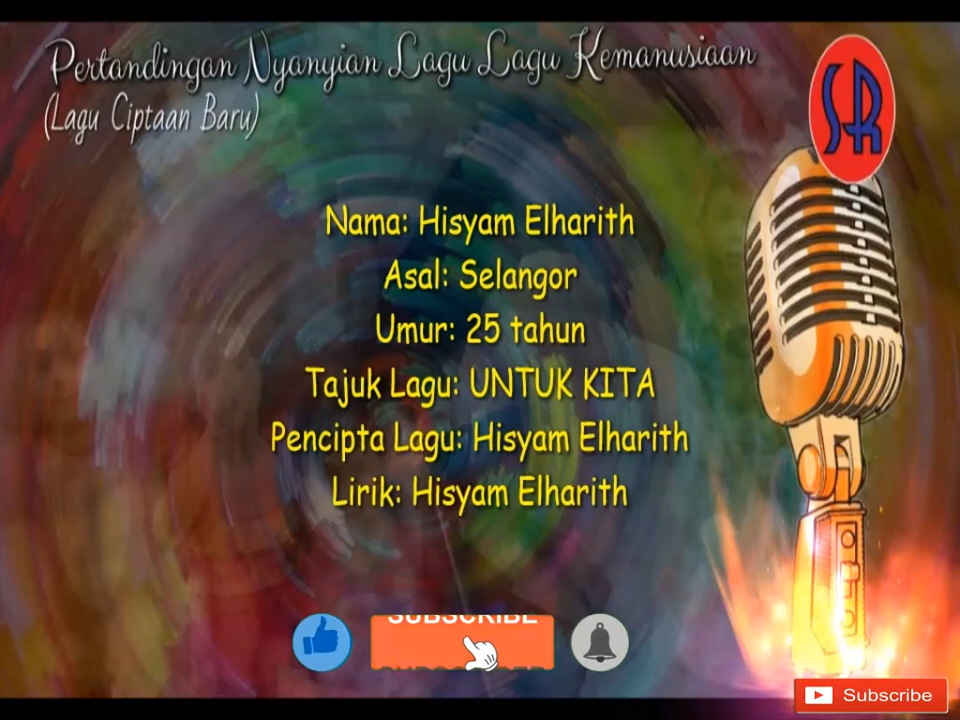 Pertandingan Nyanyian Lagu Lagu Kemanusiaan
(Lagu Ciptaan Baru)
SR
Nama: Hisyam Elharith
Asal: Selangor
Umur: 25 tahun
Tajuk Lagu: UNTUK KITA
Pencipta Lagu: Hisyam Elharith
Lirik: Hisyam Elharith
SUBSCRIBE
SUBSCRIBED
Subscribe